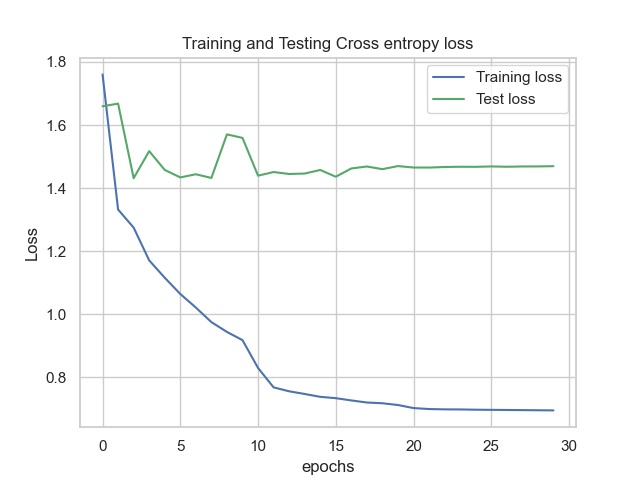 Training and Testing Cross entropy loss
1.8
1.6
1.4
1.2
1.0
0.8
Loss
Training loss
Test loss
0 5 10 15 20 25 30
epochs